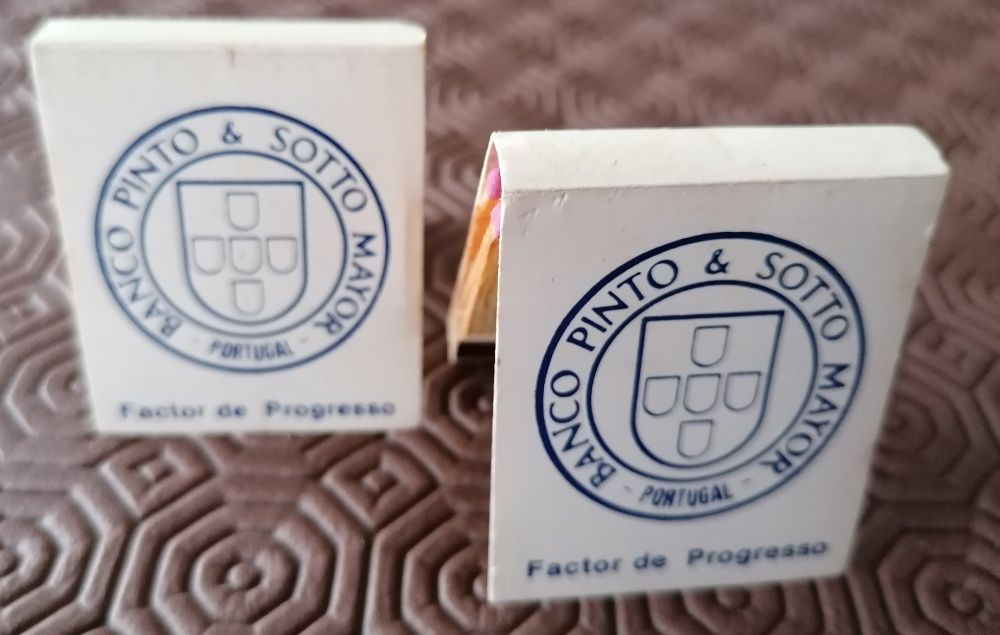 BANCO PINTO & SOTTO MAYOR
- PORTUGAL -
Factor de Progresso
BANCO PINTO & SOTTO MAYOR
- PORTUGAL -
Factor de Progresso